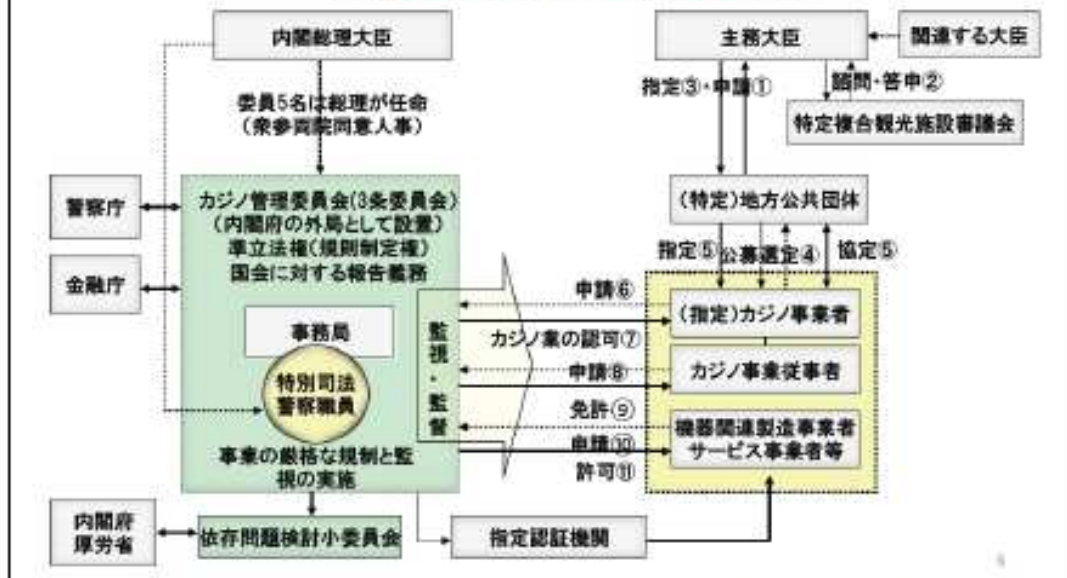 内閣総理大臣
主務大臣
関連する大臣
指定③・申請①
諮問・答申②
委員5名は総理が任命
（衆参両院同意人事）
特定複合観光施設審議会
警察庁
カジノ管理委員会(3条委員会)
（内閣府の外局として設置）
準立法権（規則制定権）
国会に対する報告義務
（特定）地方公共団体
指定⑤
公募選定④
協定⑤
金融庁
申請⑥
（指定）カジノ事業者
事務局
監視・監督
カジノ業の認可⑦
申請⑧
カジノ事業従事者
特別司法
警察職員
免許⑨
機器関連製造事業者
サービス事業者等
申請⑩
許可⑪
事業の厳格な規制と監
視の実施
内閣府
厚労省
依存問題検討小委員会
指定認証機関